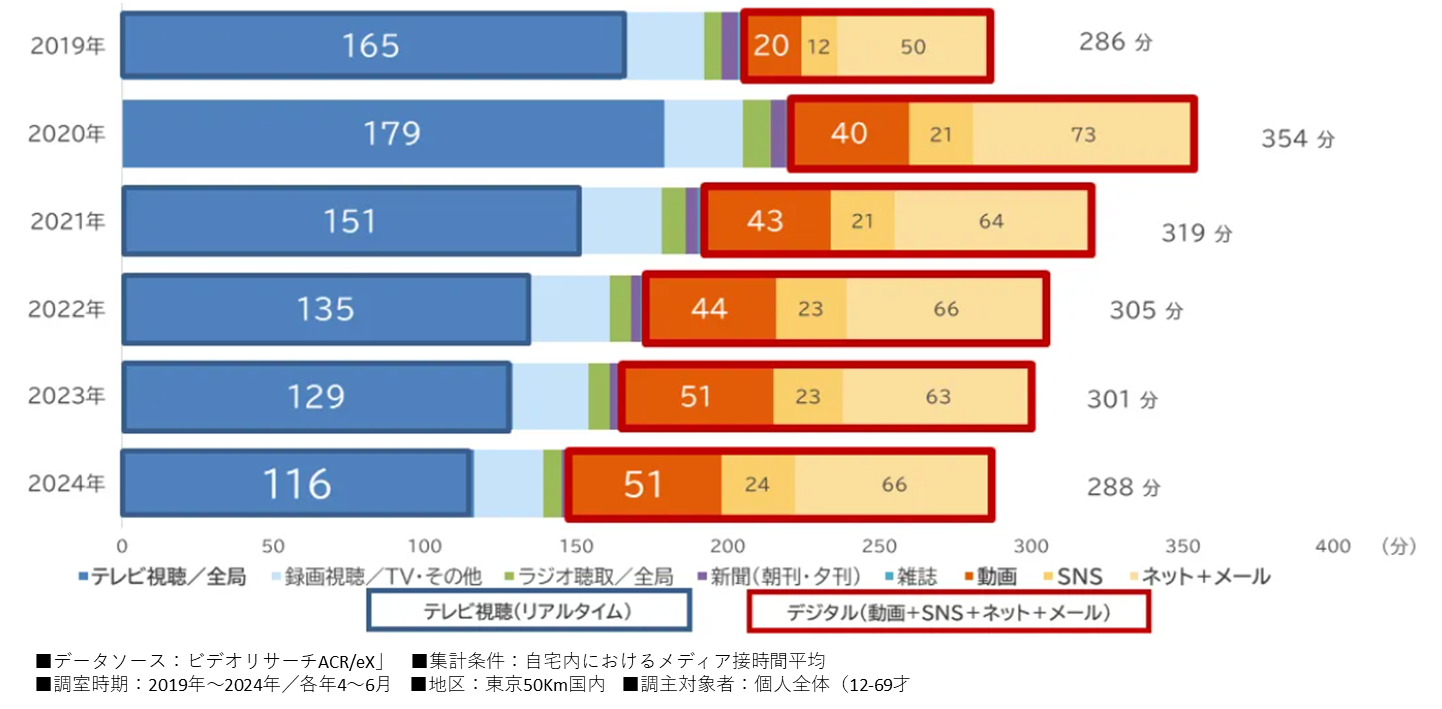 2019年 165 20 12 50 286 分
2020年 179 40 21 73 354 分
2021年 151 43 21 64 319 分
2022年 135 44 23 66 305 分
2023年 129 51 23 63 301 分
2024年 116 51 24 66 288 分
0 50 100 150 200 250 300 350 400 （分）
■テレビ視聴／全局 ■録画視聴／TV・その他 ■ラジオ聴取／全局 ■新聞（朝刊・夕刊） ■雑誌 ■動画 ■SNS ■ネット＋メール
テレビ視聴（リアルタイム） デジタル（動画＋SNS＋ネット＋メール）
■データソース：ビデオリサーチACR/eX」 ■集計条件：自宅内におけるメディア接時間平均
■調室時期：2019年～2024年／各年4～6月 ■地区：東京50Km国内 ■調主対象者：個人全体（12-69才